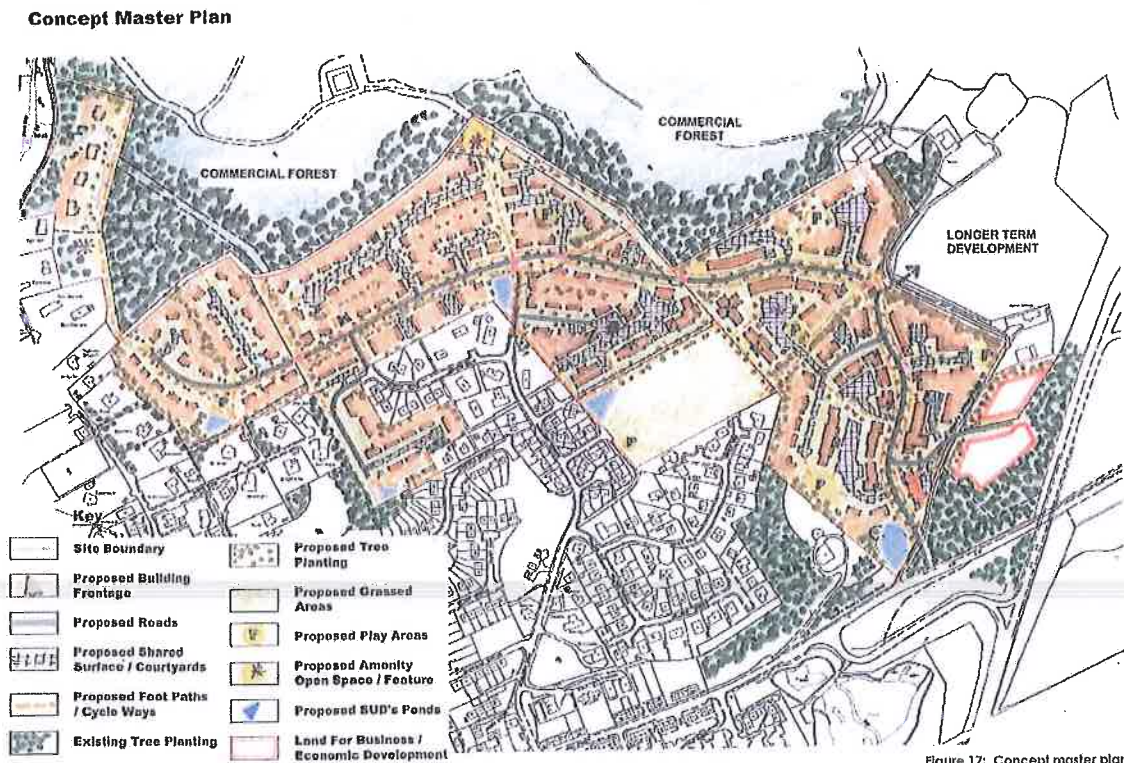 Concept Master Plan
COMMERCIAL FOREST
COMMERCIAL
FOREST
LONGER TERM
DEVELOPMENT
Key
Site Boundary
Proposed Building
Frontage
Proposed Roads
Proposed Shared
Surface / Courtyards
Proposed Foot Paths
/ Cycle Ways
Existing Tree Planting
Proposed Tree
Planting
Proposed Grassed
Areas
Proposed Play Areas
Proposed Amenity
Open Space / Feature
Proposed SUD's Ponds
Land For Business /
Economic Development
Figure 17: Concept master plan